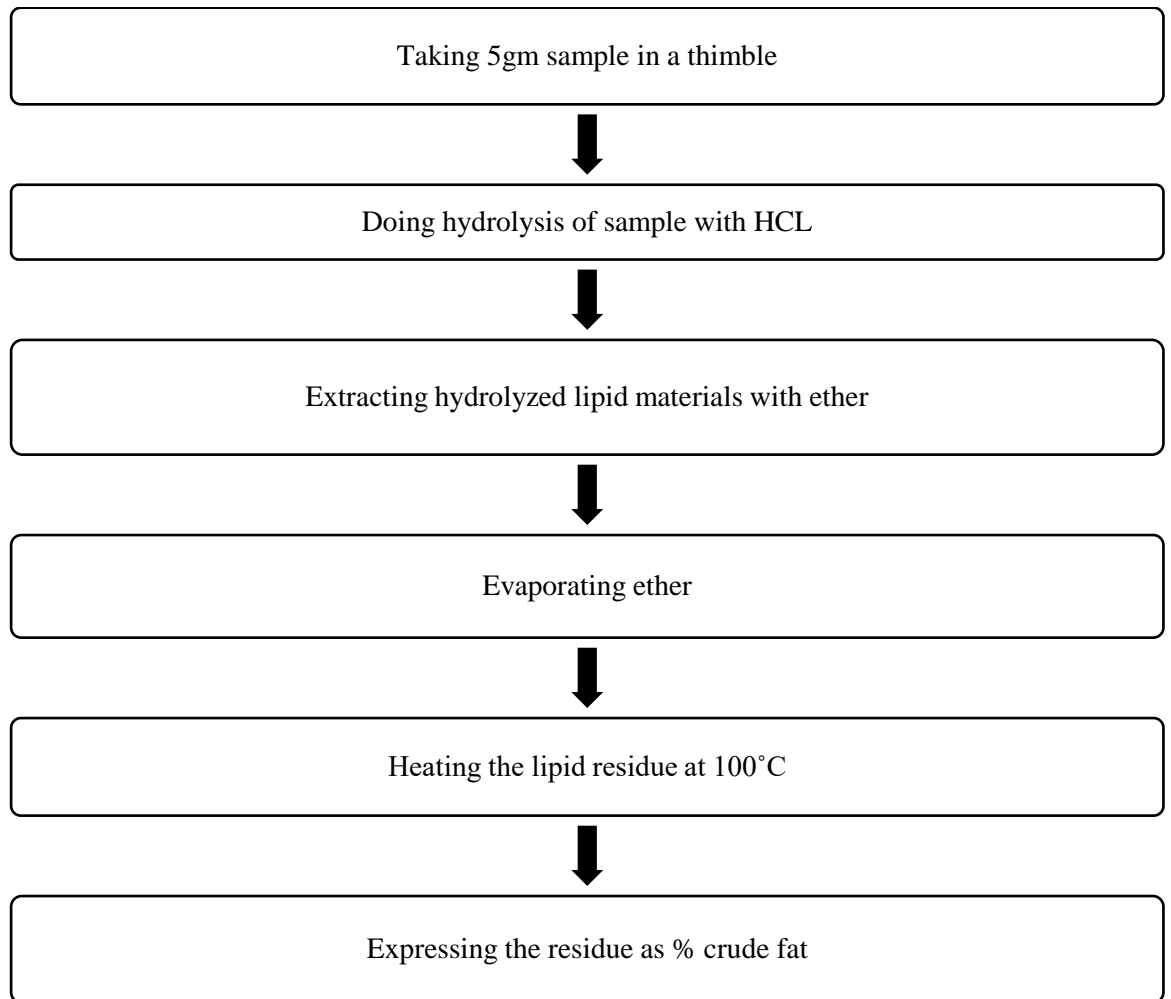 Taking 5gm sample in a thimble
Doing hydrolysis of sample with HCL
Extracting hydrolyzed lipid materials with ether
Evaporating ether
Heating the lipid residue at 100˚C
Expressing the residue as % crude fat